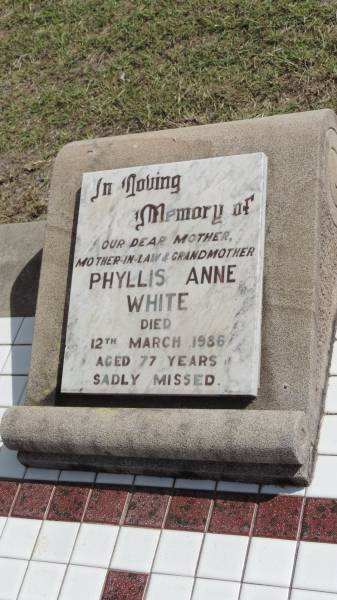 In Loving
Memory of
OUR DEAR MOTHER,
MOTHER-IN-LAW & GRANDMOTHER
PHYLLIS ANNE
WHITE
DIED
12TH MARCH 1986
AGED 77 YEARS
SADLY MISSED.